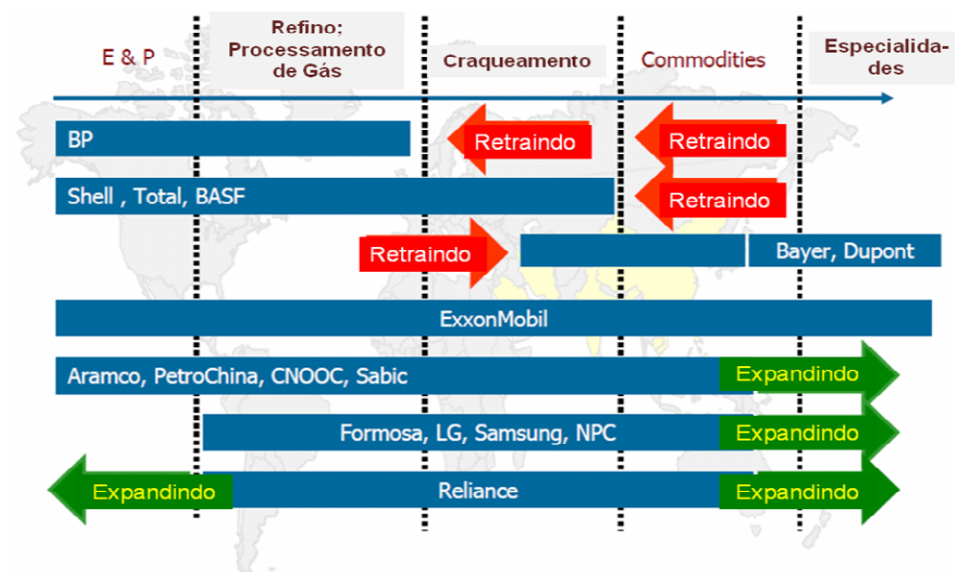 E & P
Refino;
Processamento
de Gás
Craqueamento
Commodities
Especialida-
des
BP
Retraindo
Retraindo
Shell , Total, BASF
Retraindo
Retraindo
Bayer, Dupont
ExxonMobil
Aramco, PetroChina, CNOOC, Sabic
Expandindo
Formosa, LG, Samsung, NPC
Expandindo
Expandindo
Reliance
Expandindo